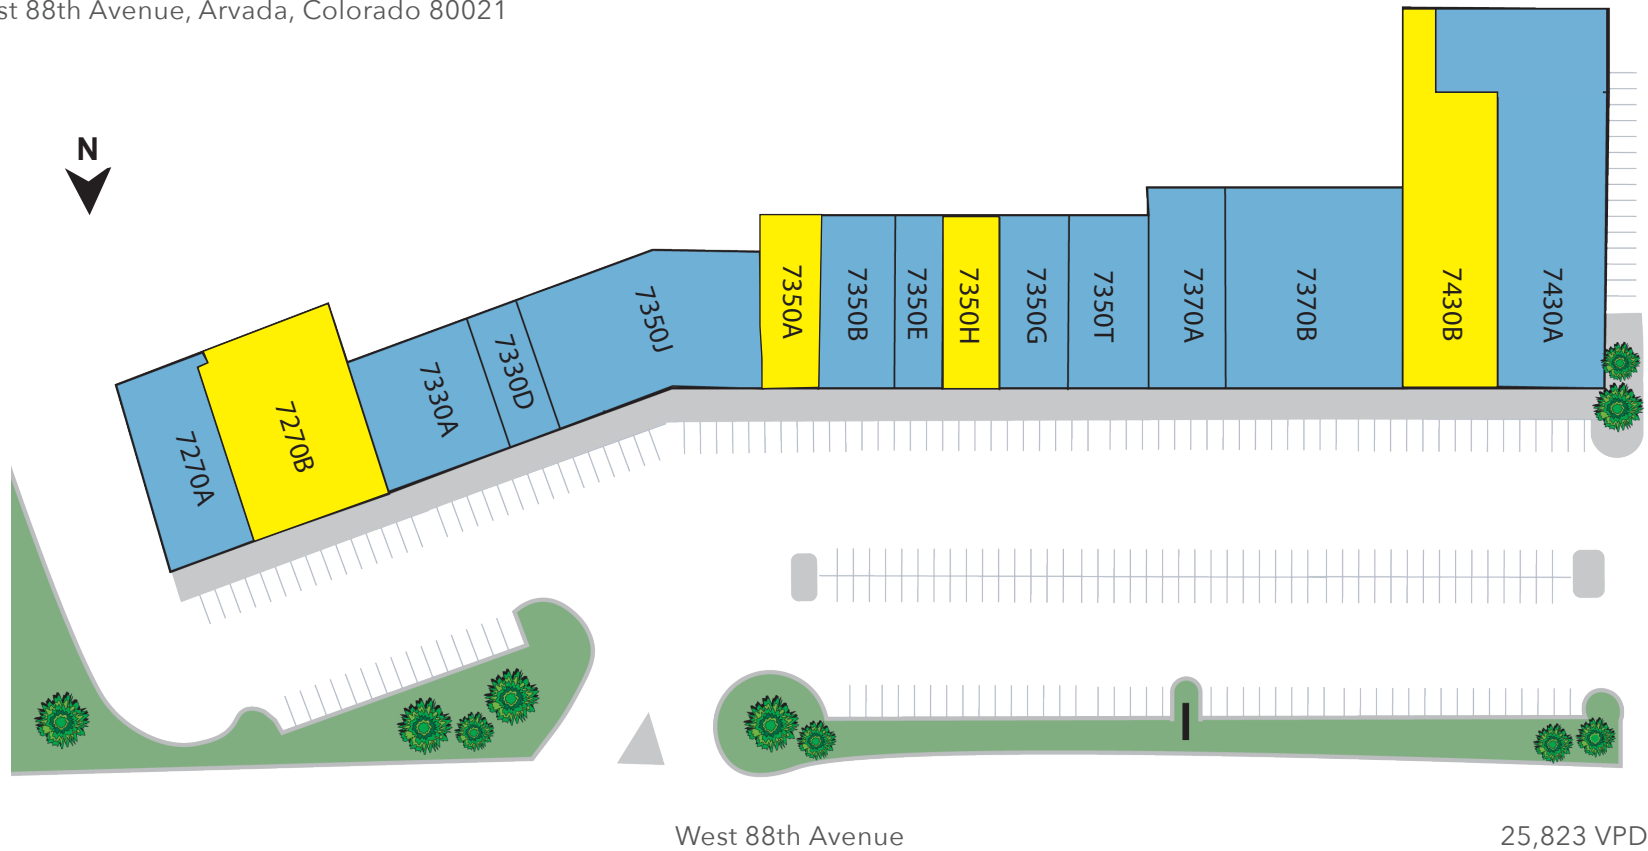 st 88th Avenue, Arvada, Colorado 80021
N
7270A
7270B
7330A
7330D
7350J
7350A
7350B
7350E
7350H
7350G
7350T
7370A
7370B
7430B
7430A
West 88th Avenue
25,823 VPD